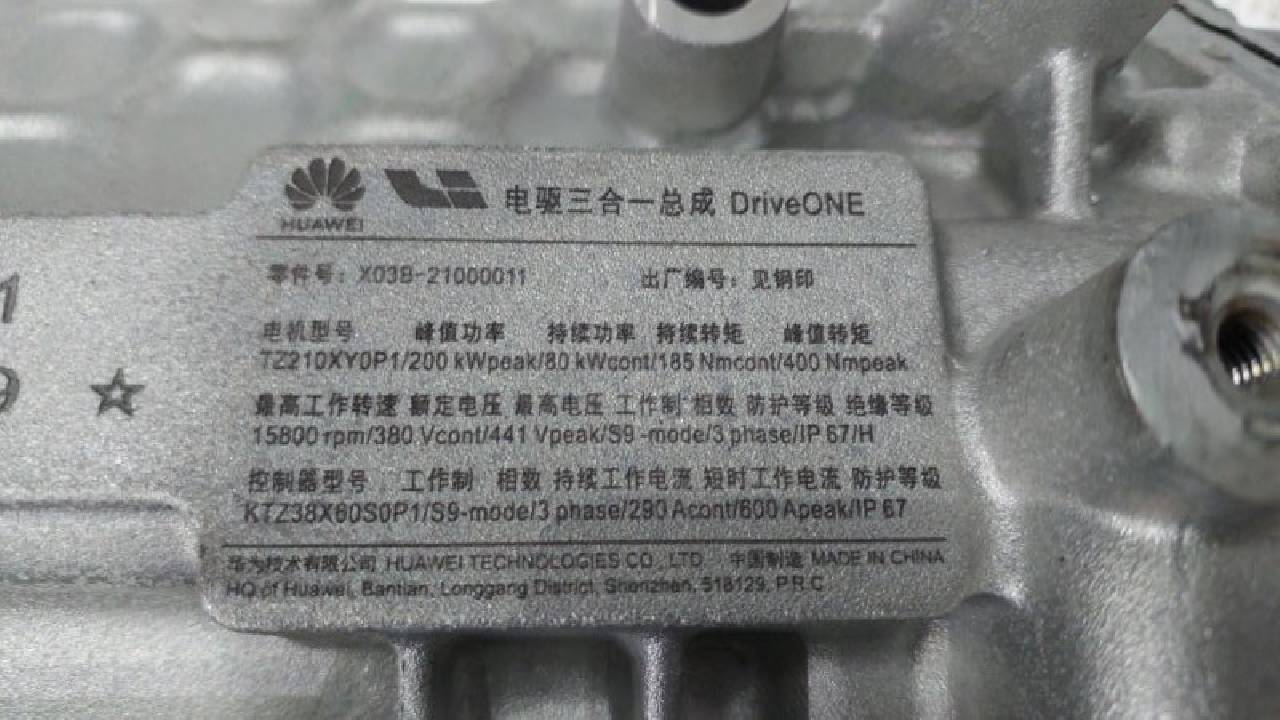 HUAWEI 电驱三合一总成 DriveONE
零件号: X03B-21000011 出厂编号: 见钢印
电机型号 峰值功率 持续功率 持续转矩 峰值转矩
TZ210XY0P1/200 kWpeak/80 kWcont/185 Nmcont/400 Nmpeak
最高工作转速 额定电压 最高电压 工作制 相数 防护等级 绝缘等级
15800 rpm/380 Vcont/441 Vpeak/S9-mode/3 phase/IP 67/H
控制器型号 工作制 相数 持续工作电流 短时工作电流 防护等级
KTZ38X60S0P1/S9-mode/3 phase/290 Acont/600 Apeak/IP 67
华为技术有限公司 HUAWEI TECHNOLOGIES CO., LTD. 中国制造 MADE IN CHINA
HQ of Huawei, Bantian, Longgang District, Shenzhen, 518129, P.R.C
1
9 ☆